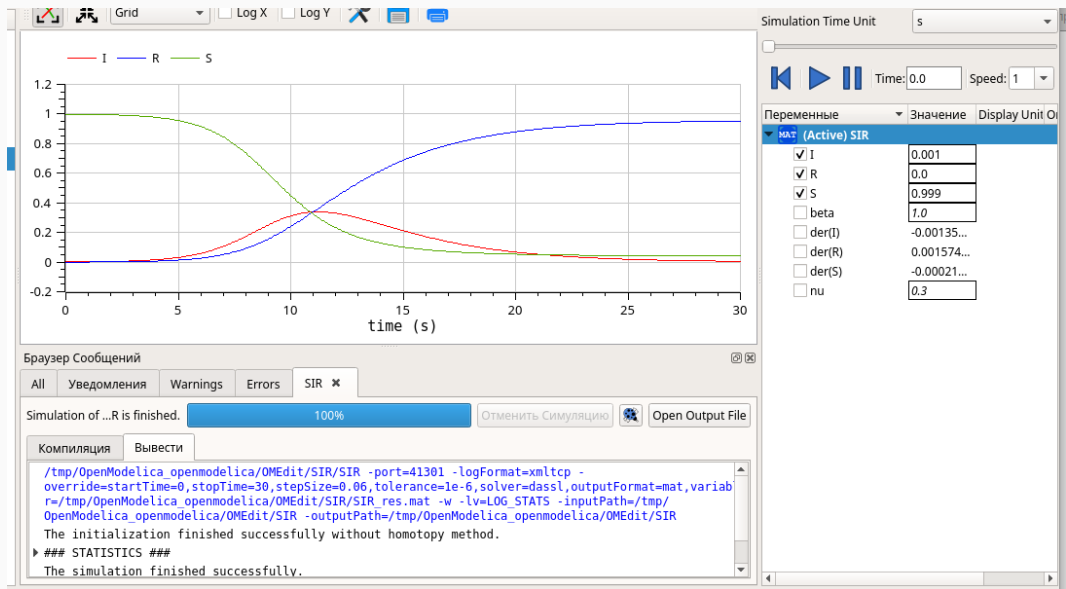 Grid Log X Log Y
I R S
1.2
1
0.8
0.6
0.4
0.2
0
-0.2
0 5 10 15 20 25 30
time (s)
Simulation Time Unit s
Time: 0.0 Speed: 1
Переменные Значение Display Unit
MAT (Active) SIR
I 0.001
R 0.0
S 0.999
beta 1.0
der(I) -0.00135...
der(R) 0.001574...
der(S) -0.00021...
nu 0.3
Браузер Сообщений
All Уведомления Warnings Errors SIR
Simulation of ...R is finished. 100% Отменить Симуляцию Open Output File
Компиляция Вывести
/tmp/OpenModelica_openmodelica/OMEdit/SIR/SIR -port=41301 -logFormat=xmltcp -
override=startTime=0,stopTime=30,stepSize=0.06,tolerance=1e-6,solver=dassl,outputFormat=mat,variab
r=/tmp/OpenModelica_openmodelica/OMEdit/SIR/SIR_res.mat -w -lv=LOG_STATS -inputPath=/tmp/
OpenModelica_openmodelica/OMEdit/SIR -outputPath=/tmp/OpenModelica_openmodelica/OMEdit/SIR
The initialization finished successfully without homotopy method.
### STATISTICS ###
The simulation finished successfully.